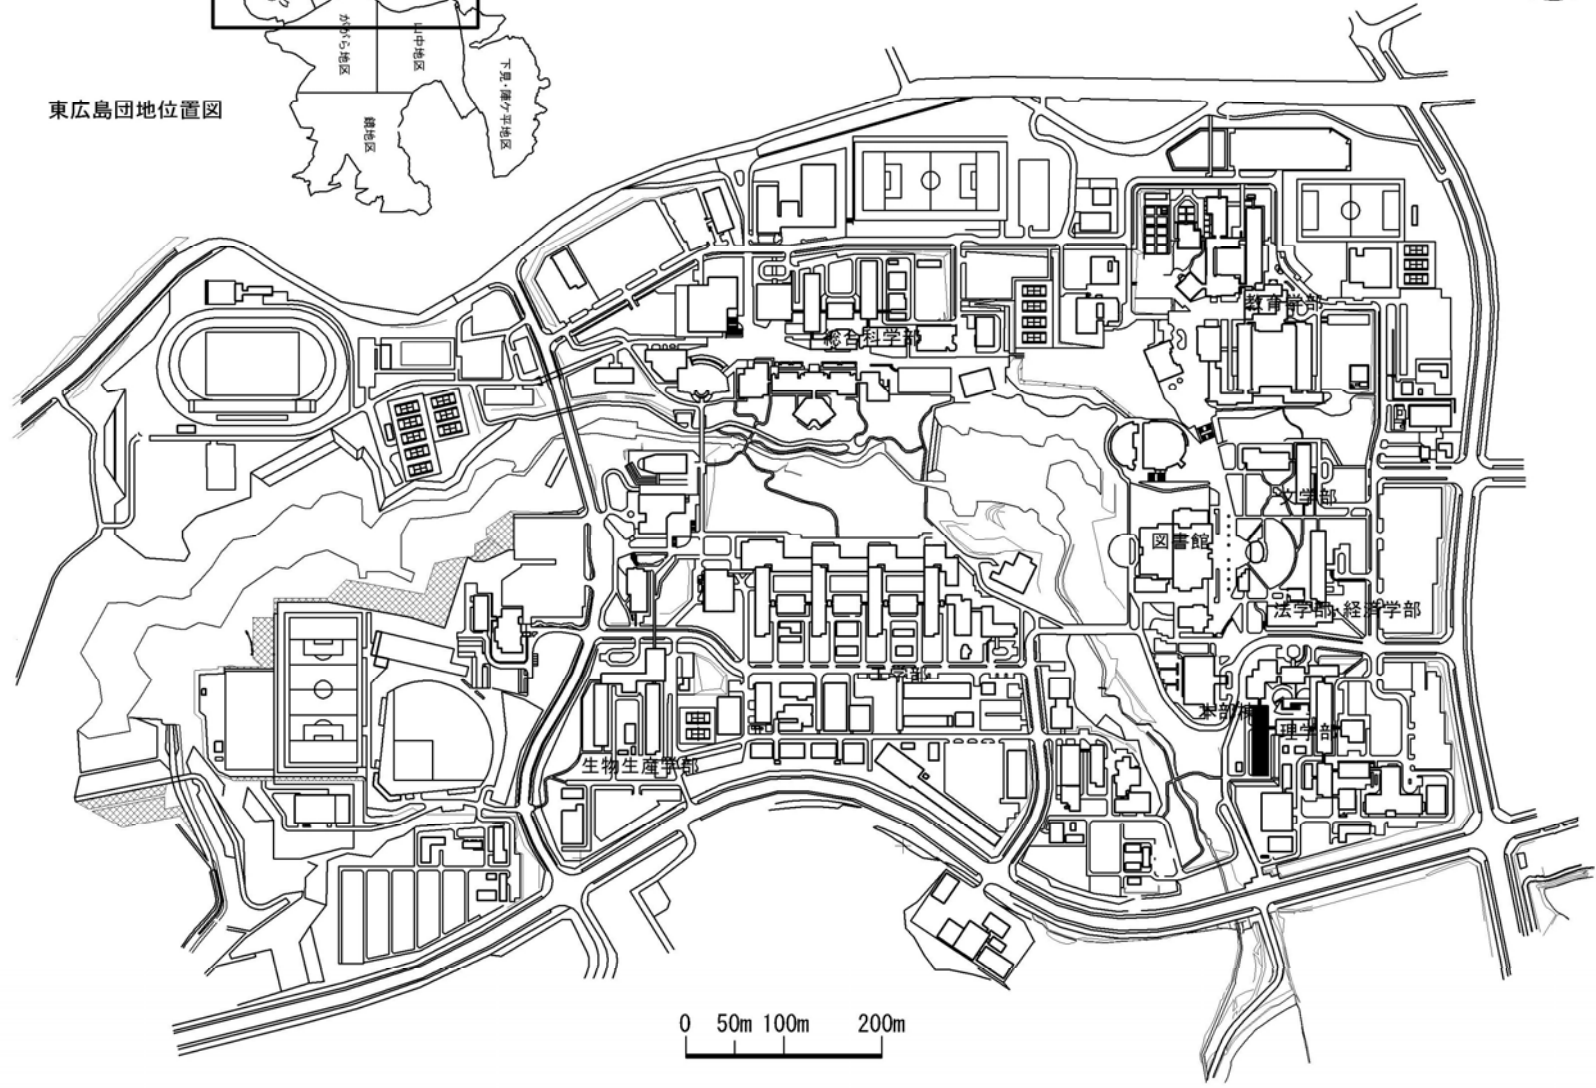 ががら地区
山中地区
下見・陣ケ平地区
東広島団地位置図
鏡地区
教育学部
総合科学部
文学部
図書館
法学部・経済学部
工学部
本部棟
理学部
生物生産学部
0 50m 100m 200m